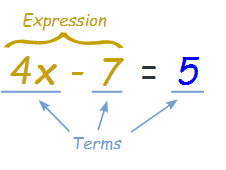 Expression
4x - 7 = 5
Terms